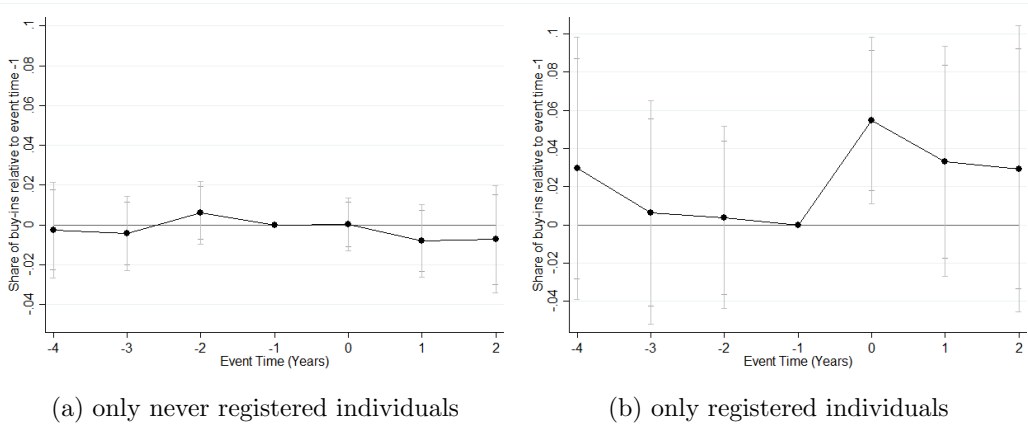 Share of buy-ins relative to event time -1
.1
.08
.06
.04
.02
0
-.02
-.04
-4 -3 -2 -1 0 1 2
Event Time (Years)
(a) only never registered individuals
Share of buy-ins relative to event time -1
.1
.08
.06
.04
.02
0
-.02
-.04
-4 -3 -2 -1 0 1 2
Event Time (Years)
(b) only registered individuals